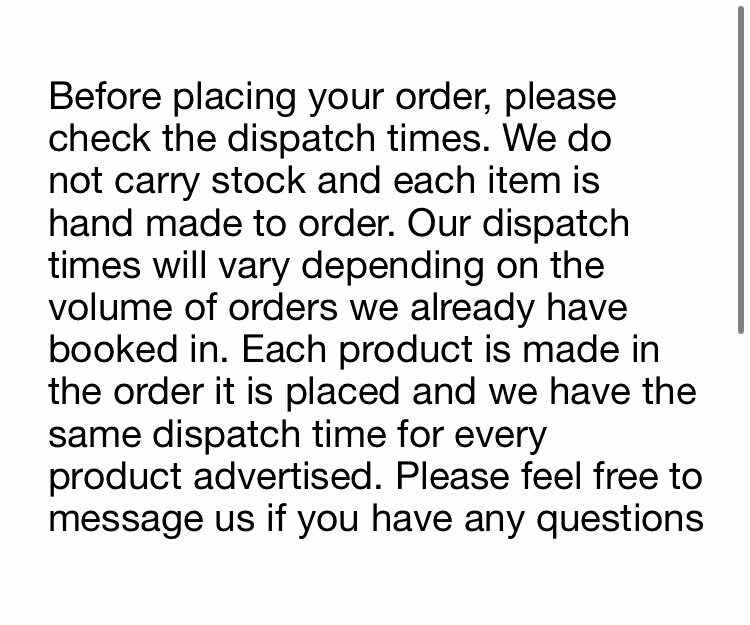 Before placing your order, please
check the dispatch times. We do
not carry stock and each item is
hand made to order. Our dispatch
times will vary depending on the
volume of orders we already have
booked in. Each product is made in
the order it is placed and we have the
same dispatch time for every
product advertised. Please feel free to
message us if you have any questions